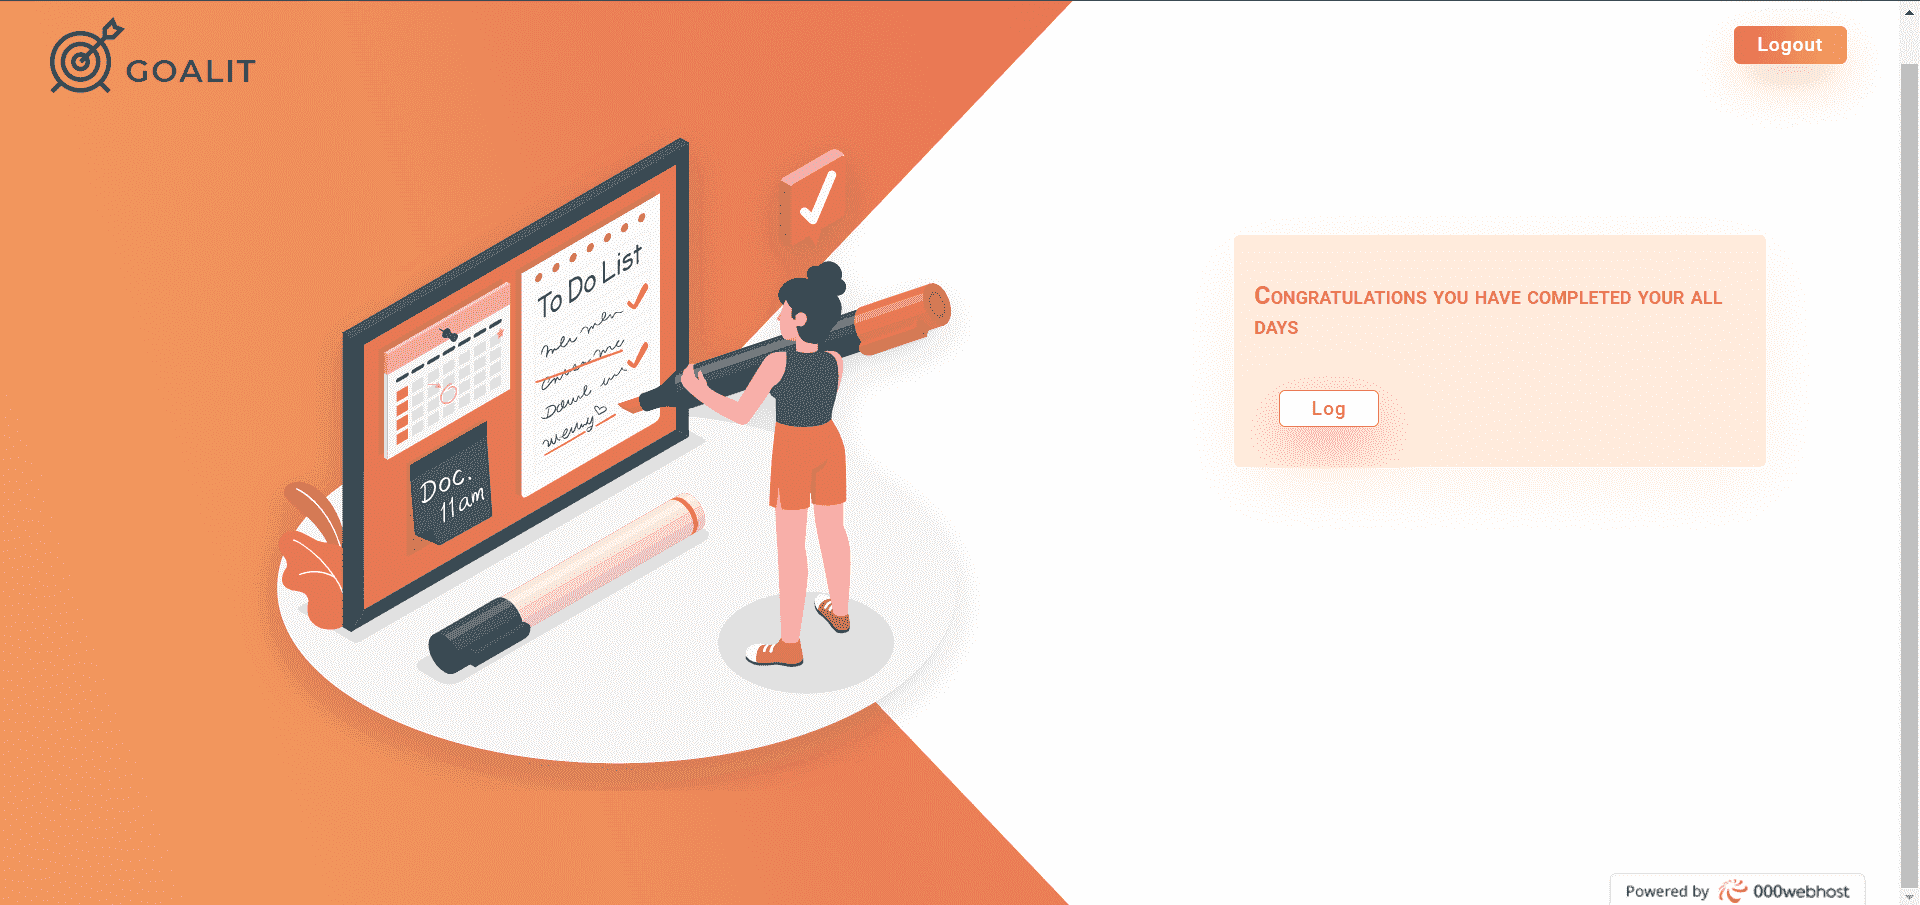 GOALIT
Logout
To Do List
Doc.
11am
CONGRATULATIONS YOU HAVE COMPLETED YOUR ALL
DAYS
Log
Powered by 000webhost